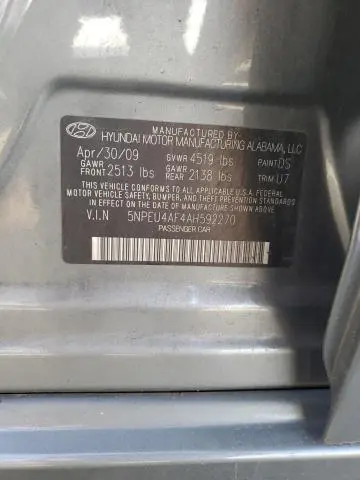 MANUFACTURED BY
HYUNDAI MOTOR MANUFACTURING ALABAMA, LLC
Apr/30/09 GVWR 4519 lbs PAINT DS
GAWR FRONT 2513 lbs GAWR REAR 2138 lbs TRIM U7
THIS VEHICLE CONFORMS TO ALL APPLICABLE U.S.A. FEDERAL
MOTOR VEHICLE SAFETY, BUMPER, AND THEFT PREVENTION
STANDARDS IN EFFECT ON THE DATE OF MANUFACTURE SHOWN ABOVE.
V.I.N 5NPEU4AF4AH592270
PASSENGER CAR